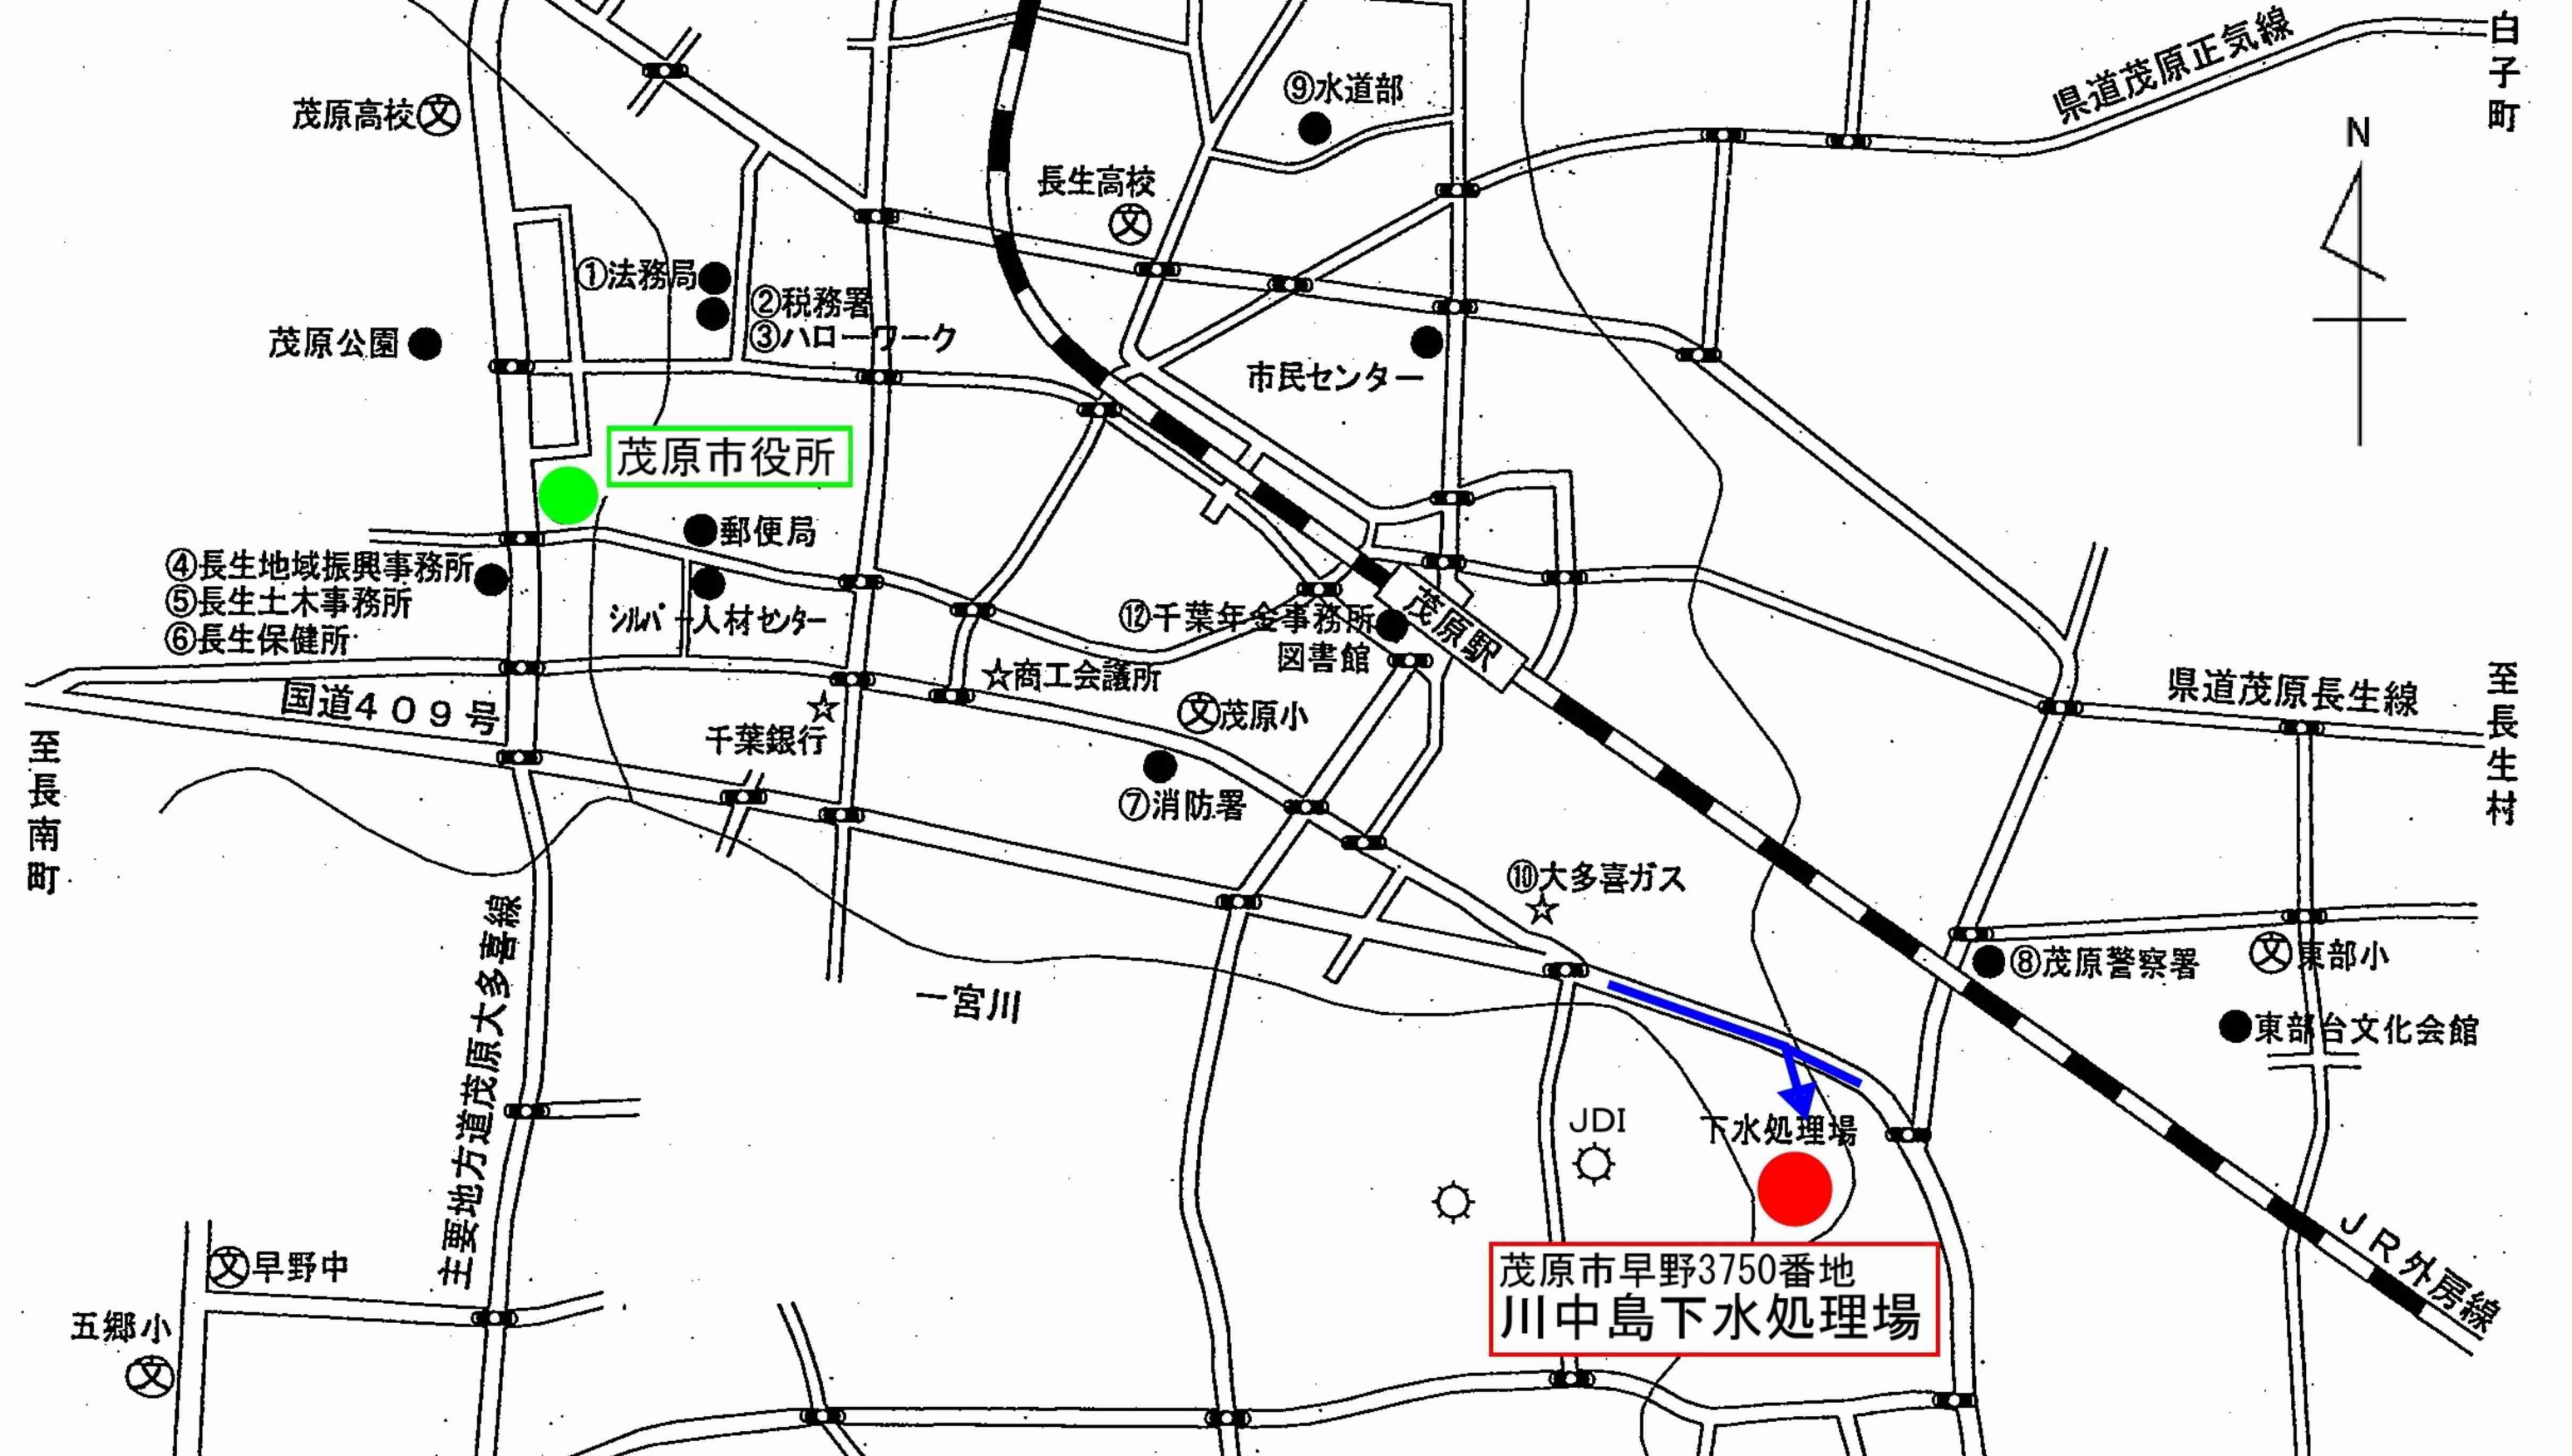 白子町
県道茂原正気線
N
⑨水道部
茂原高校
文
長生高校
文
①法務局
②税務署
③ハローワーク
茂原公園
市民センター
茂原市役所
郵便局
④長生地域振興事務所
⑤長生土木事務所
⑥長生保健所
シルバー人材センター
⑫千葉年金事務所
図書館
茂原駅
☆商工会議所
国道409号
文茂原小
千葉銀行
県道茂原長生線
至長生村
至長南町
⑦消防署
⑩大多喜ガス
⑧茂原警察署
文東部小
東部台文化会館
一宮川
主要地方道茂原大多喜線
JDI
下水処理場
文早野中
五郷小
文
茂原市早野3750番地
川中島下水処理場
JR外房線